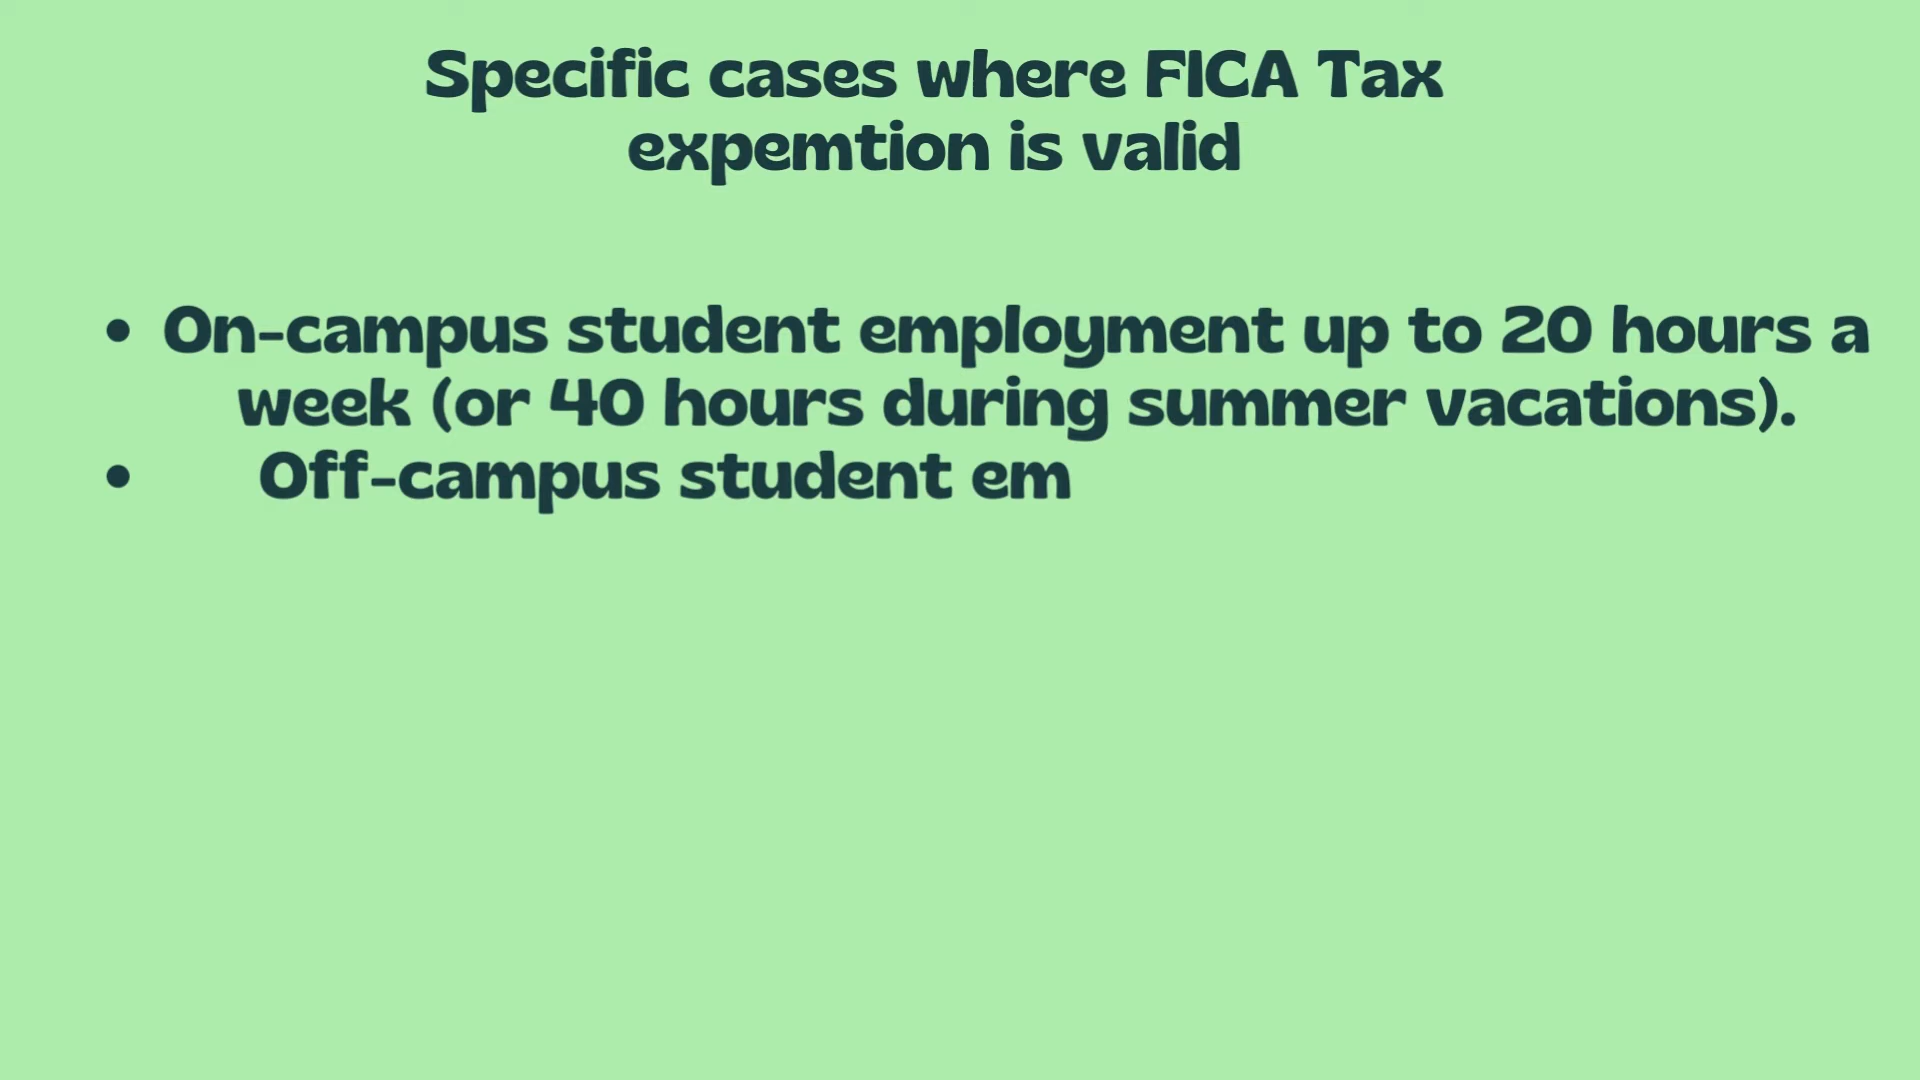 Specific cases where FICA Tax
expemtion is valid
• On-campus student employment up to 20 hours a
week (or 40 hours during summer vacations).
• Off-campus student em